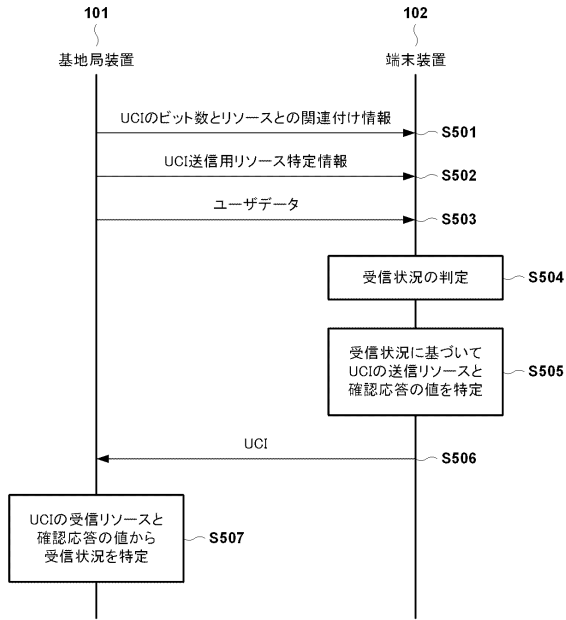 101
102
基地局装置
端末装置
UCIのビット数とリソースとの関連付け情報
S501
UCI送信用リソース特定情報
S502
ユーザデータ
S503
受信状況の判定
S504
受信状況に基づいて
UCIの送信リソースと
確認応答の値を特定
S505
UCI
S506
UCIの受信リソースと
確認応答の値から
受信状況を特定
S507